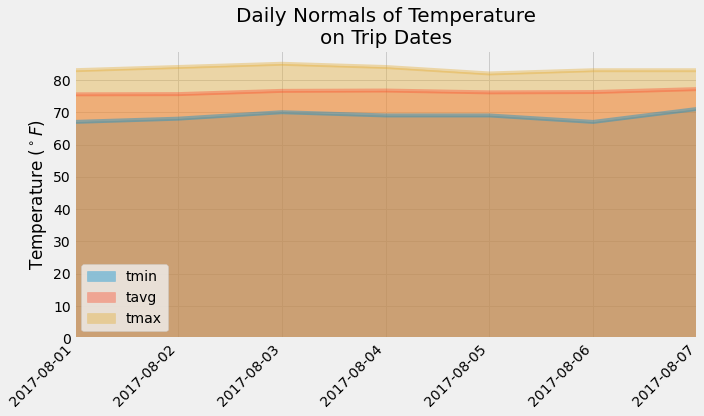 Daily Normals of Temperature
on Trip Dates
Temperature (°F)
80
70
60
50
40
30
20
10
0
tmin
tavg
tmax
2017-08-01
2017-08-02
2017-08-03
2017-08-04
2017-08-05
2017-08-06
2017-08-07